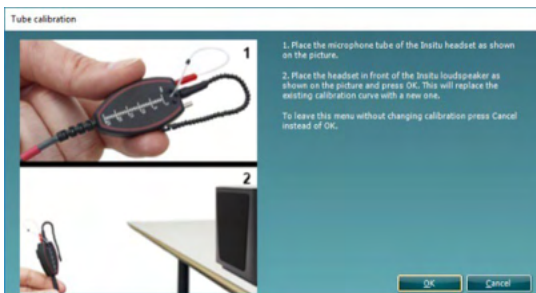 Tube calibration
1
1. Place the microphone tube of the Insitu headset as shown
on the picture.
2. Place the headset in front of the Insitu loudspeaker as
shown on the picture and press OK. This will replace the
existing calibration curve with a new one.
To leave this menu without changing calibration press Cancel
instead of OK.
2
OK
Cancel